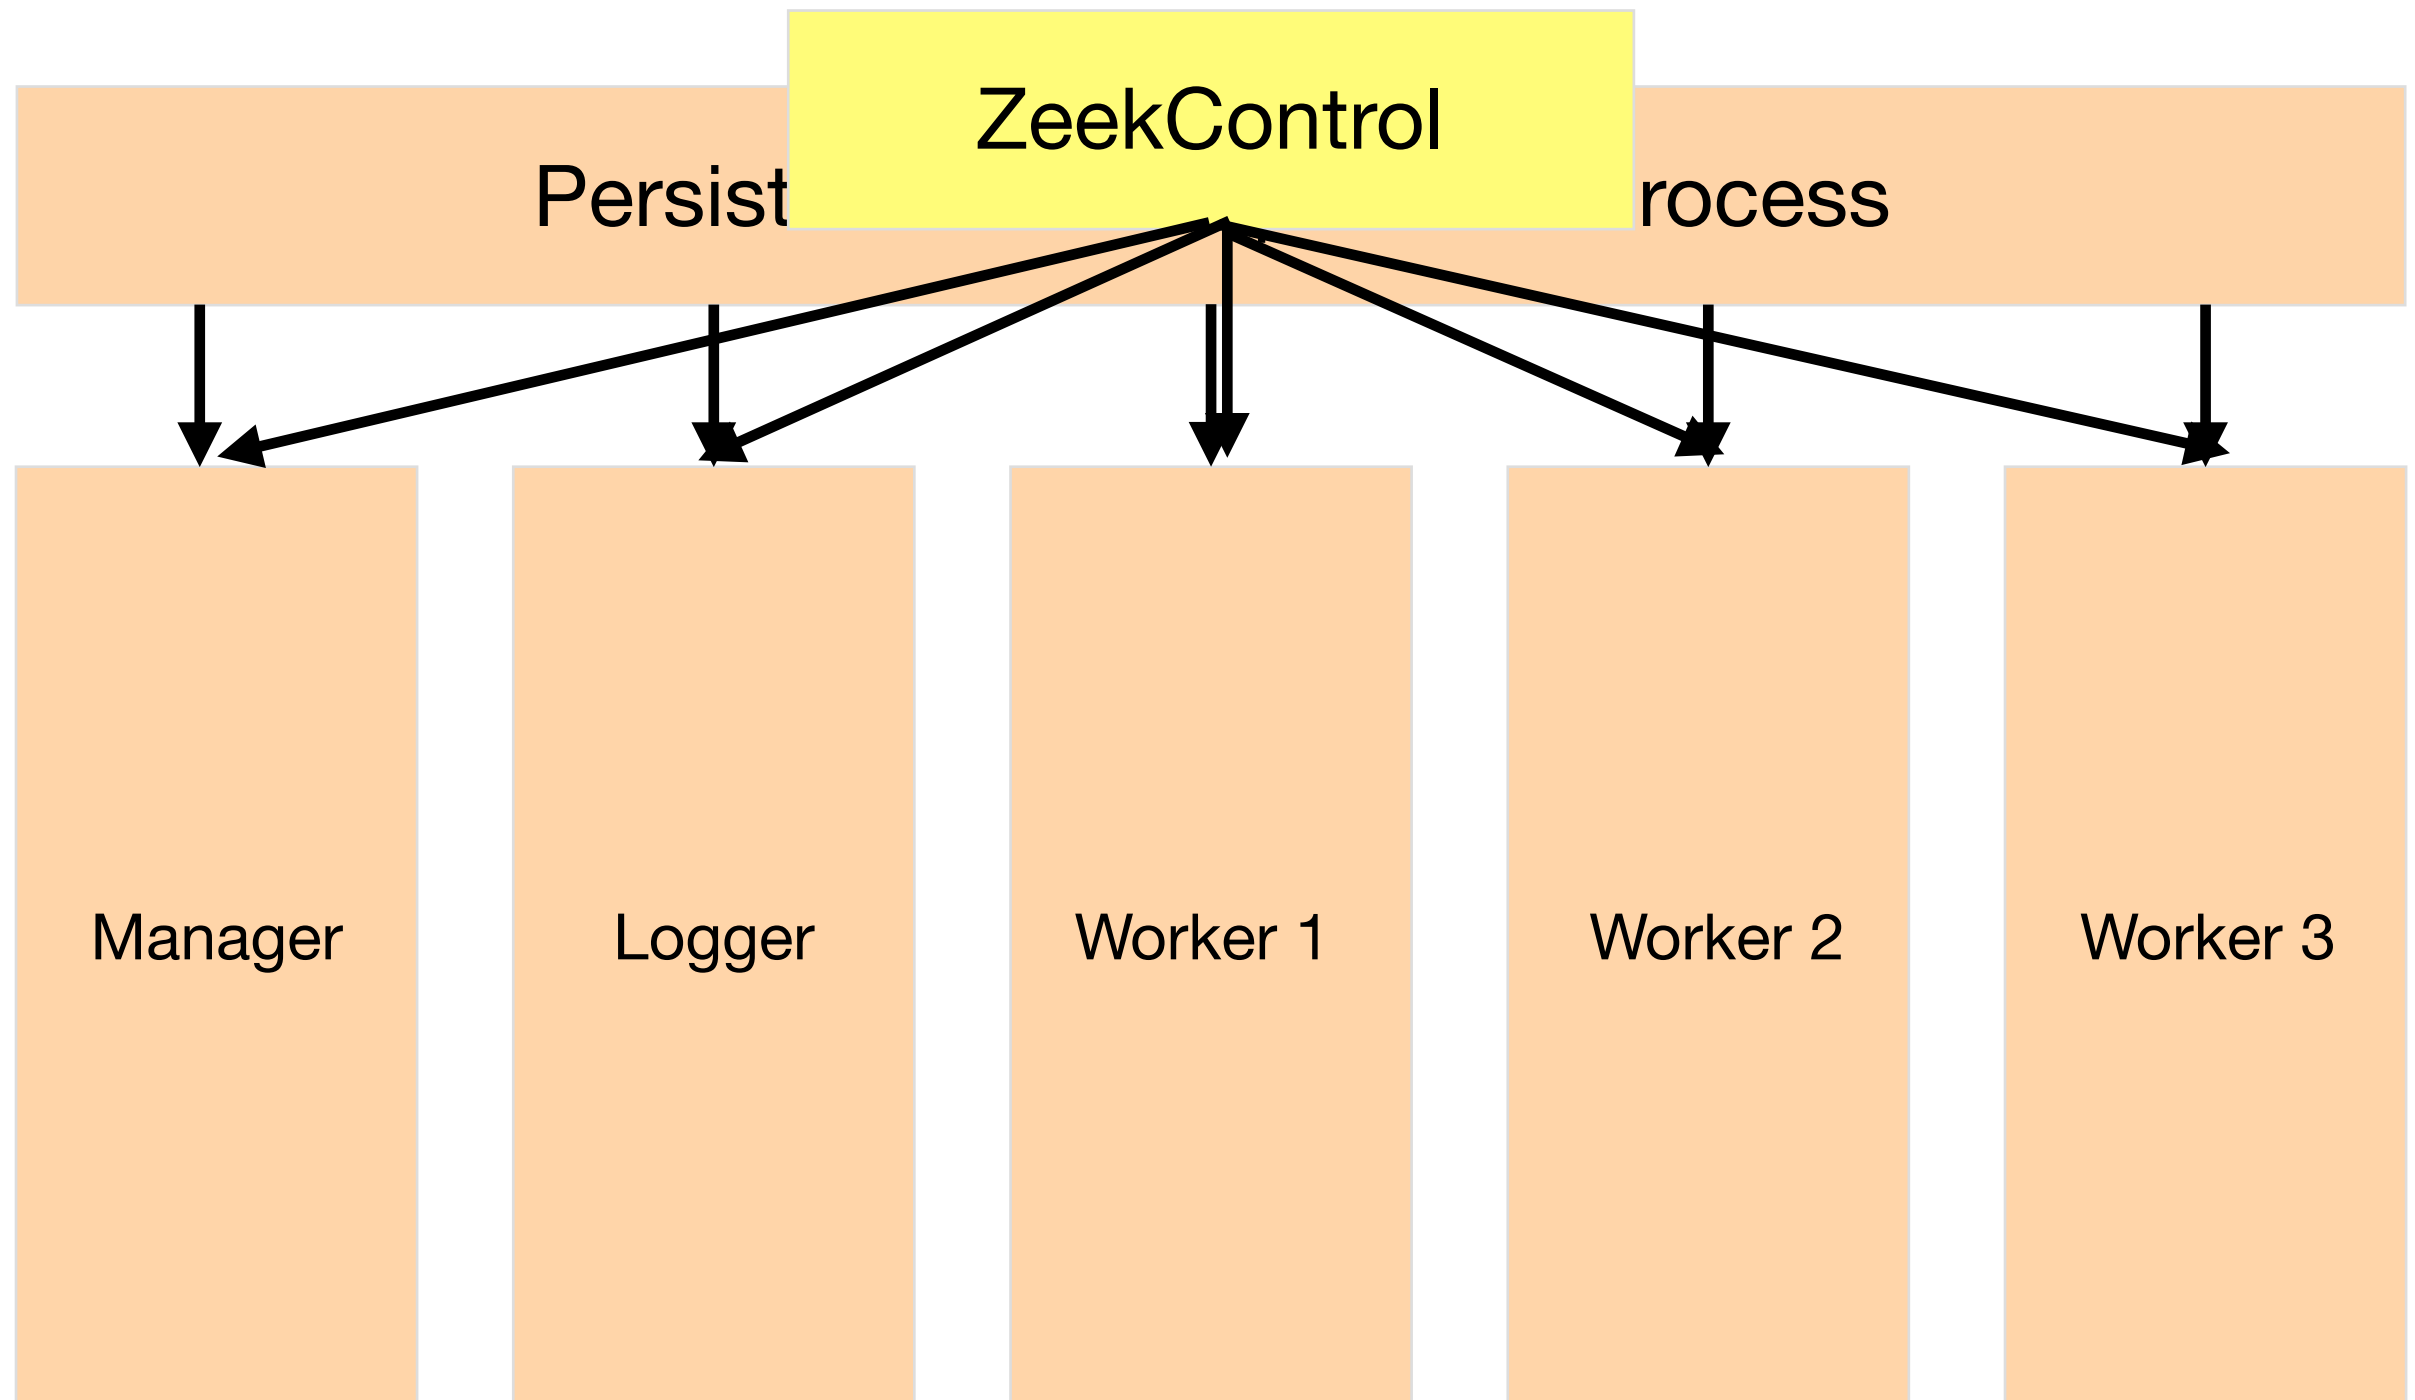 ZeekControl
Persist rocess
Manager
Logger
Worker 1
Worker 2
Worker 3